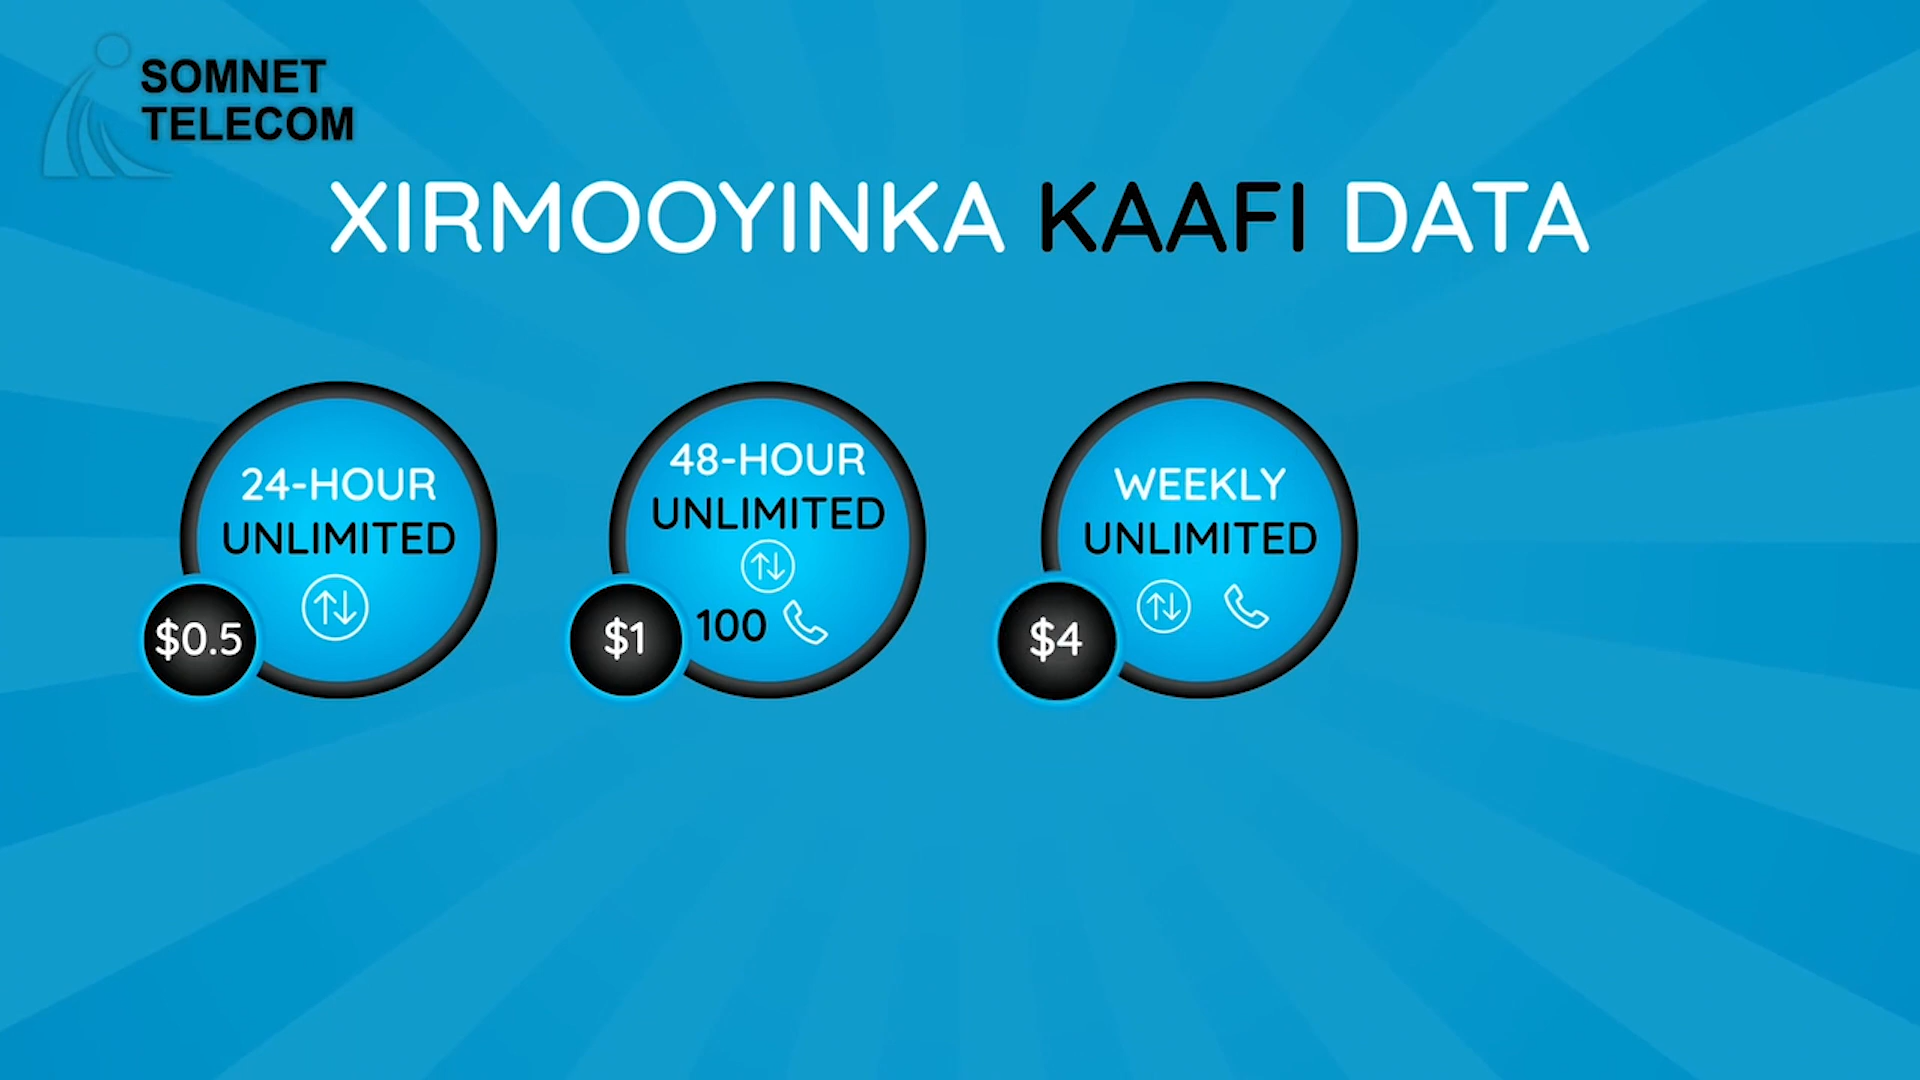 SOMNET
TELECOM
XIRMOOYINKA KAAFI DATA
24-HOUR
UNLIMITED
$0.5
48-HOUR
UNLIMITED
100
$1
WEEKLY
UNLIMITED
$4